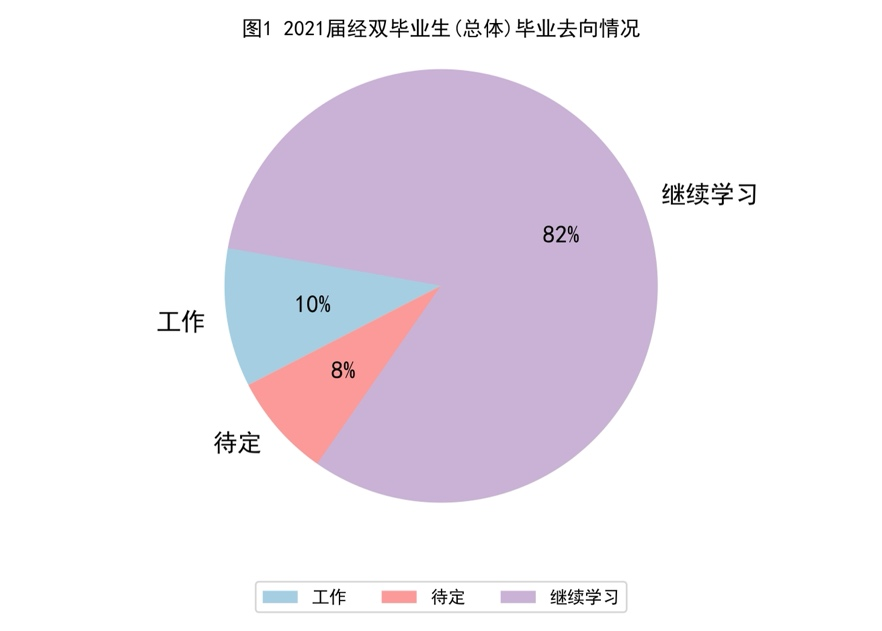 图1 2021届经双毕业生(总体)毕业去向情况
继续学习
82%
10%
工作
8%
待定
工作 待定 继续学习